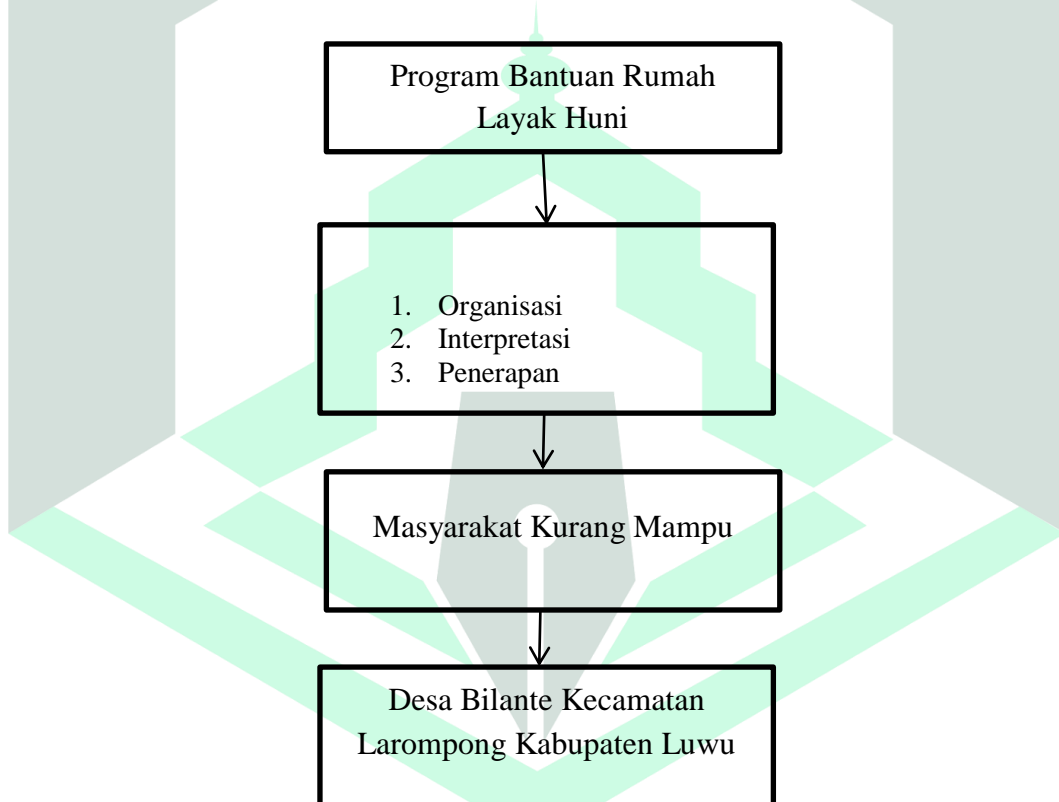 Program Bantuan Rumah
Layak Huni
1. Organisasi
2. Interpretasi
3. Penerapan
Masyarakat Kurang Mampu
Desa Bilante Kecamatan
Larompong Kabupaten Luwu